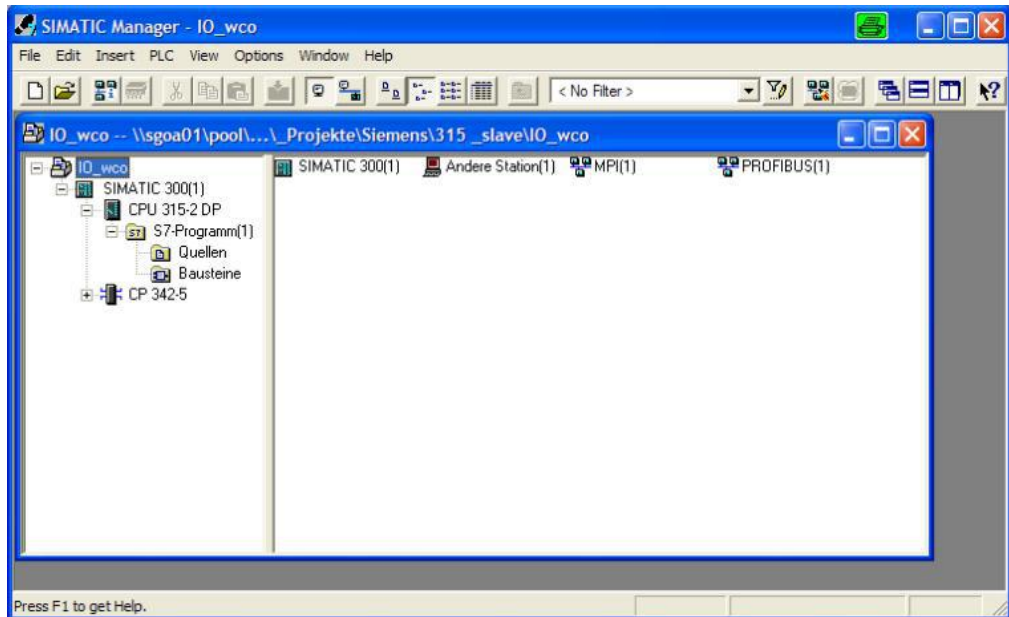 SIMATIC Manager - IO_wco
File Edit Insert PLC View Options Window Help
< No Filter >
IO_wco -- \\sgoa01\pool\...\_Projekte\Siemens\315 _slave\IO_wco
IO_wco
SIMATIC 300(1)
CPU 315-2 DP
S7-Programm(1)
Quellen
Bausteine
CP 342-5
SIMATIC 300(1) Andere Station(1) MPI(1) PROFIBUS(1)
Press F1 to get Help.